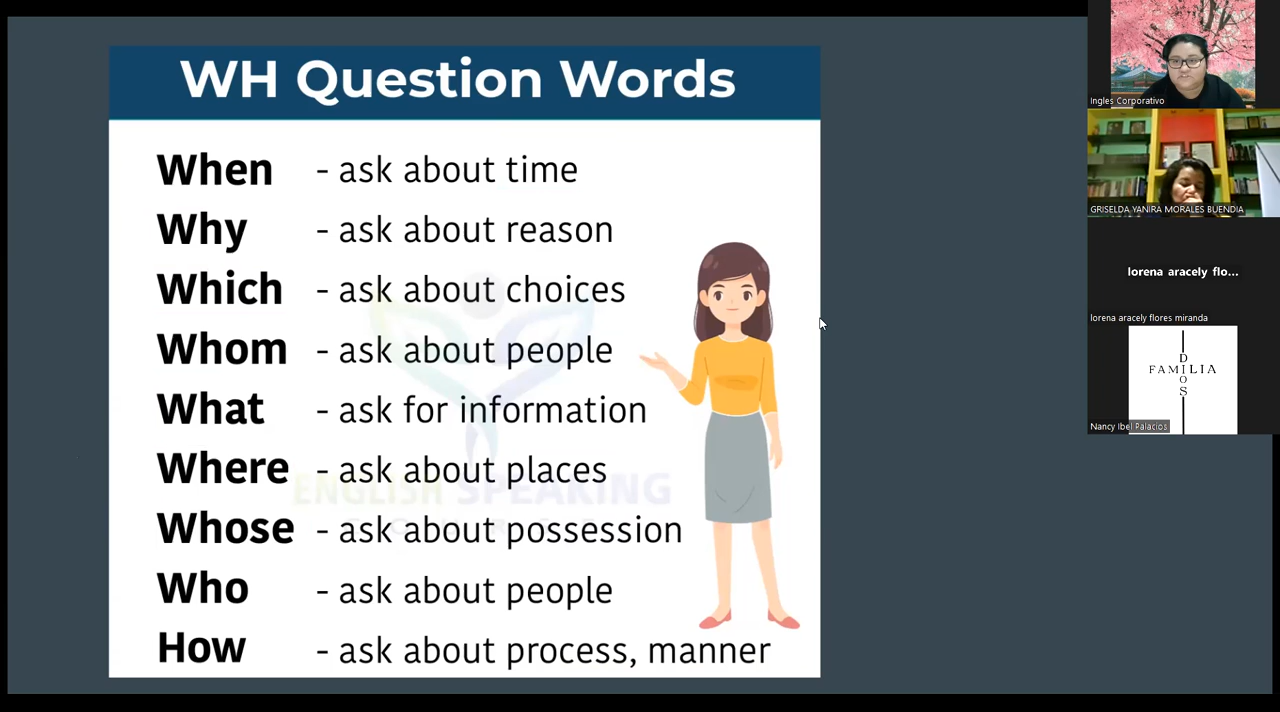 WH Question Words
When - ask about time
Why - ask about reason
Which - ask about choices
Whom - ask about people
What - ask for information
Where - ask about places
Whose - ask about possession
Who - ask about people
How - ask about process, manner
ENGLISH SPEAKING
Ingles Corporativo
GRISELDA YANIRA MORALES BUENDIA
lorena aracely flo...
lorena aracely flores miranda
D
FAMILIA
O
S
Nancy Ibel Palacios